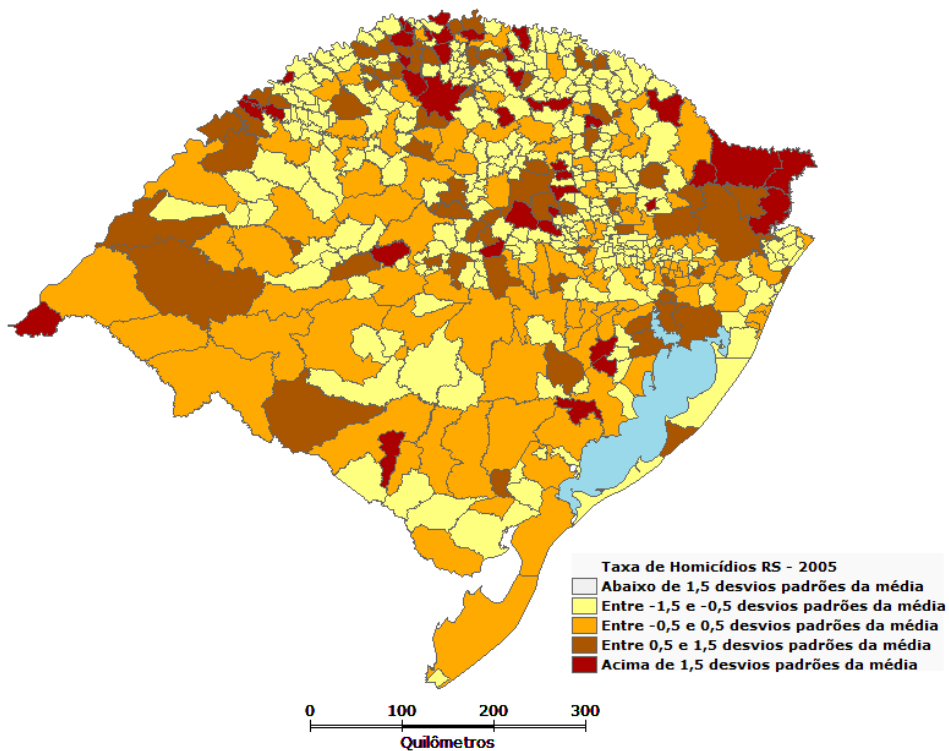 Taxa de Homicídios RS - 2005
Abaixo de 1,5 desvios padrões da média
Entre -1,5 e -0,5 desvios padrões da média
Entre -0,5 e 0,5 desvios padrões da média
Entre 0,5 e 1,5 desvios padrões da média
Acima de 1,5 desvios padrões da média
0 100 200 300
Quilômetros